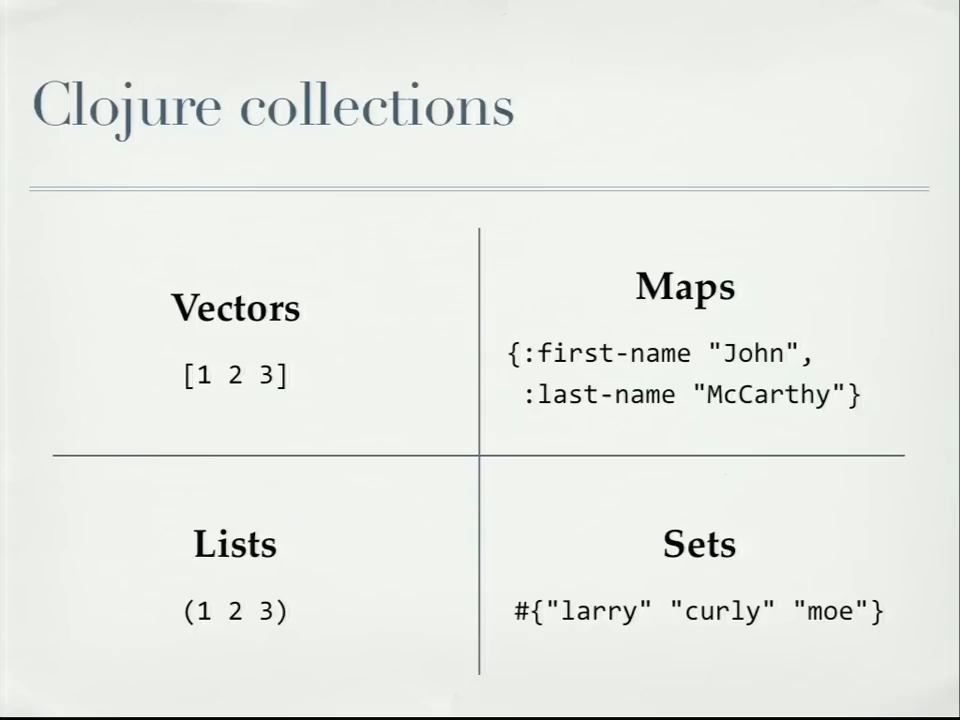 Clojure collections
Vectors
[1 2 3]
Maps
{:first-name "John",
:last-name "McCarthy"}
Lists
(1 2 3)
Sets
#{"larry" "curly" "moe"}